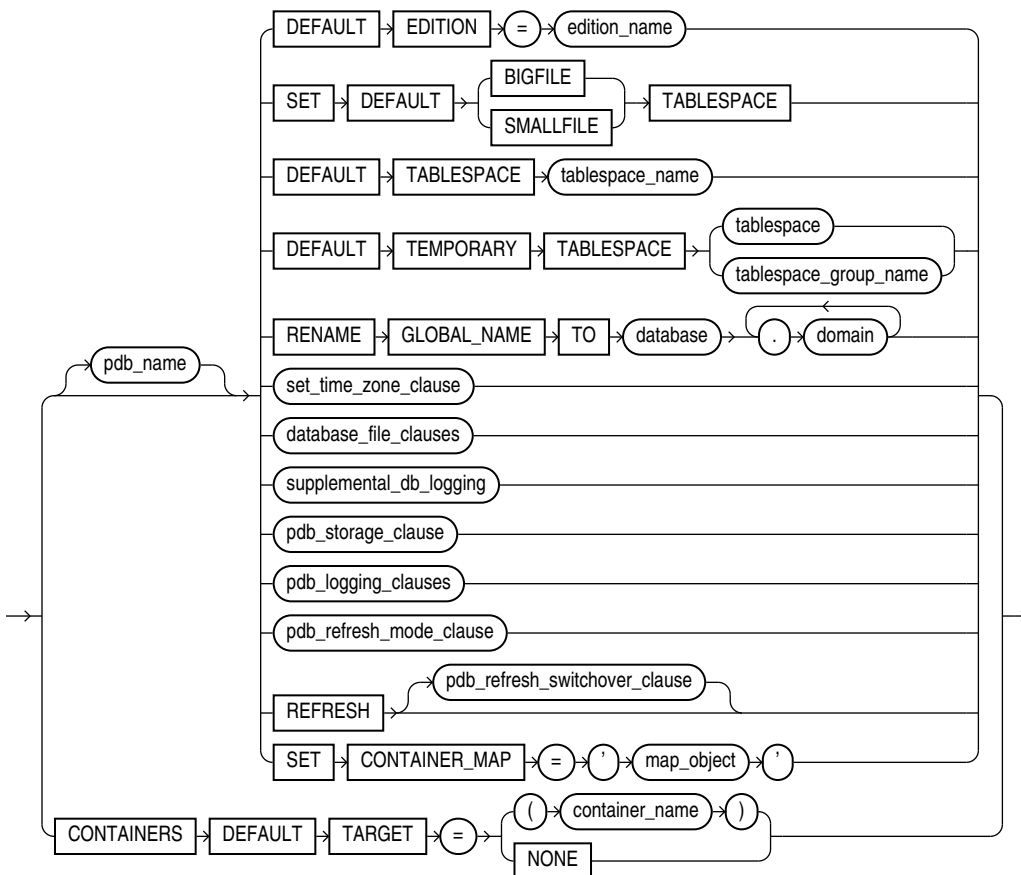 DEFAULT EDITION = edition_name
SET DEFAULT BIGFILE SMALLFILE TABLESPACE
DEFAULT TABLESPACE tablespace_name
DEFAULT TEMPORARY TABLESPACE tablespace tablespace_group_name
RENAME GLOBAL_NAME TO database . domain
pdb_name
set_time_zone_clause
database_file_clauses
supplemental_db_logging
pdb_storage_clause
pdb_logging_clauses
pdb_refresh_mode_clause
REFRESH pdb_refresh_switchover_clause
SET CONTAINER_MAP = ' map_object '
CONTAINERS DEFAULT TARGET = ( container_name ) NONE